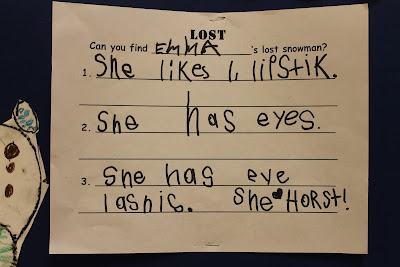 LOST
Can you find EMMA 's lost snowman?
1. She likes l, lipstik.
2. She has eyes.
3. She has eye
lashis. She ♥ HORST!